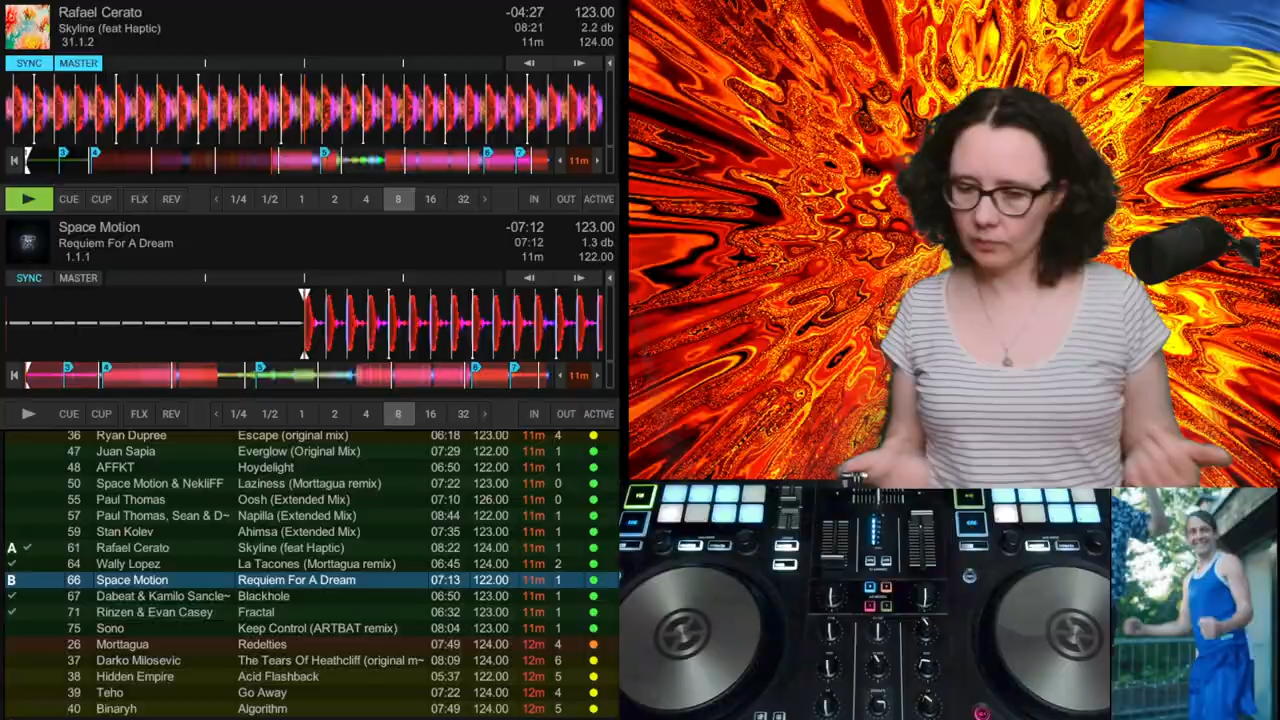 Rafael Cerato -04:27 123.00
Skyline (feat Haptic) 08:21 2.2 db
31.1.2 11m 124.00
SYNC MASTER
3 4 5 6 7 11m
CUE CUP FLX REV 1/4 1/2 1 2 4 8 16 32 IN OUT ACTIVE
Space Motion -07:12 123.00
Requiem For A Dream 07:12 1.3 db
1.1.1 11m 122.00
SYNC MASTER
3 4 5 6 7 11m
CUE CUP FLX REV 1/4 1/2 1 2 4 8 16 32 IN OUT ACTIVE
36 Ryan Dupree Escape (original mix) 06:18 123.00 11m 4
47 Juan Sapia Everglow (Original Mix) 07:29 122.00 11m 1
48 AFFKT Hoydelight 06:50 123.00 11m 1
50 Space Motion & NekliFF Laziness (Morttagua remix) 07:22 123.00 11m 0
55 Paul Thomas Oosh (Extended Mix) 07:10 126.00 11m 0
57 Paul Thomas, Sean & D~ Napilla (Extended Mix) 08:44 122.00 11m 1
59 Stan Kolev Ahimsa (Extended Mix) 07:35 123.00 11m 1
A 61 Rafael Cerato Skyline (feat Haptic) 08:22 124.00 11m 1
64 Wally Lopez La Tacones (Morttagua remix) 06:45 124.00 11m 2
B 66 Space Motion Requiem For A Dream 07:13 122.00 11m 1
67 Dabeat & Kamilo Sancle~ Blackhole 06:50 123.00 11m 1
71 Rinzen & Evan Casey Fractal 06:32 123.00 11m 1
75 Sono Keep Control (ARTBAT remix) 08:04 123.00 11m 1
26 Morttagua Redelties 07:49 124.00 12m 4
37 Darko Milosevic The Tears Of Heathcliff (original m~ 08:09 124.00 12m 6
38 Hidden Empire Acid Flashback 05:37 122.00 12m 5
39 Teho Go Away 07:22 124.00 12m 4
40 Binaryh Algorithm 07:49 124.00 12m 5